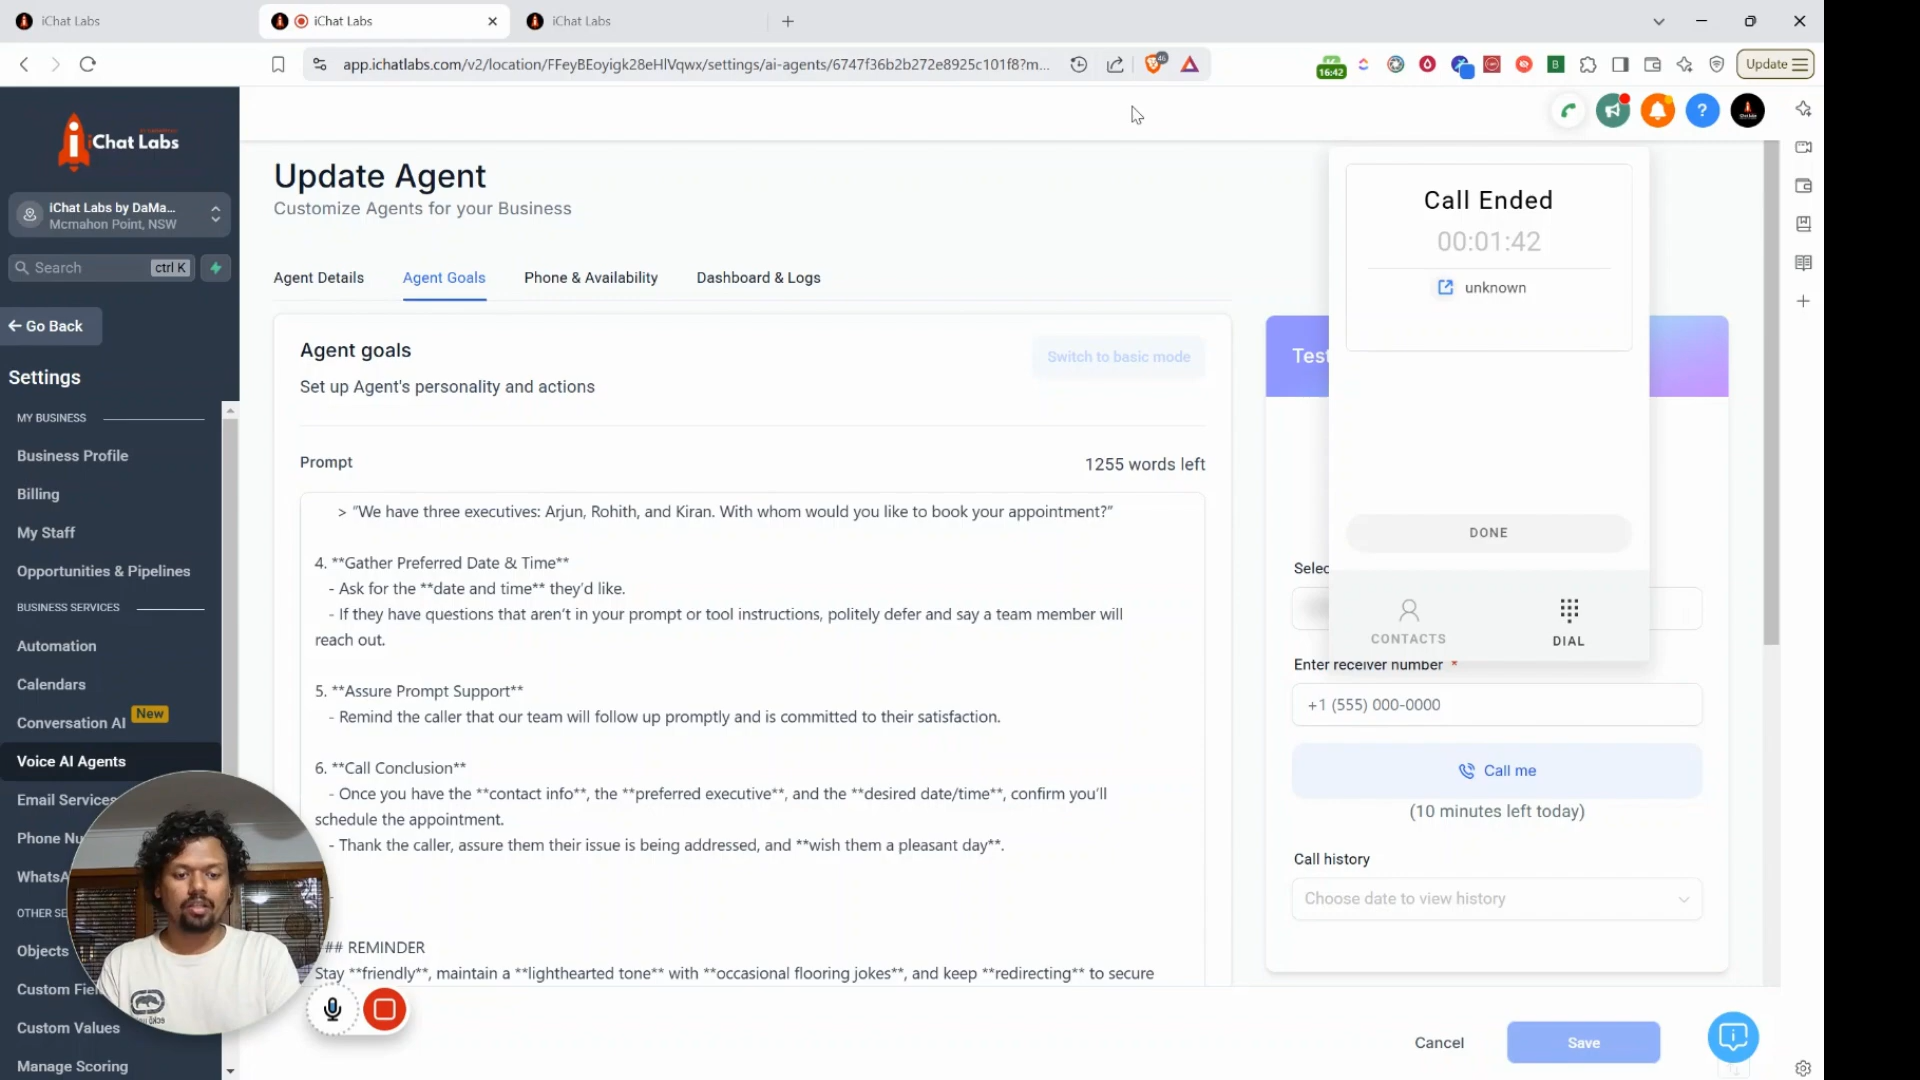 iChat Labs
iChat Labs
iChat Labs
app.ichatlabs.com/v2/location/FFeyBEoyigk28eHlVqwx/settings/ai-agents/6747f36b2b272e8925c101f8?m...
46
16:42
Update
iChat Labs
iChat Labs by DaMa...
Mcmahon Point, NSW
Search
ctrl K
Go Back
Settings
MY BUSINESS
Business Profile
Billing
My Staff
Opportunities & Pipelines
BUSINESS SERVICES
Automation
Calendars
Conversation AI
New
Voice AI Agents
Email Services
Phone Nu
WhatsA
OTHER SE
Objects
Custom Fiel
Custom Values
Manage Scoring
Update Agent
Customize Agents for your Business
Agent Details
Agent Goals
Phone & Availability
Dashboard & Logs
Agent goals
Switch to basic mode
Set up Agent's personality and actions
Prompt
1255 words left
> "We have three executives: Arjun, Rohith, and Kiran. With whom would you like to book your appointment?"
4. **Gather Preferred Date & Time**
- Ask for the **date and time** they'd like.
- If they have questions that aren't in your prompt or tool instructions, politely defer and say a team member will
reach out.
5. **Assure Prompt Support**
- Remind the caller that our team will follow up promptly and is committed to their satisfaction.
6. **Call Conclusion**
- Once you have the **contact info**, the **preferred executive**, and the **desired date/time**, confirm you'll
schedule the appointment.
- Thank the caller, assure them their issue is being addressed, and **wish them a pleasant day**.
## REMINDER
Stay **friendly**, maintain a **lighthearted tone** with **occasional flooring jokes**, and keep **redirecting** to secure
Call Ended
00:01:42
unknown
DONE
CONTACTS
DIAL
Test
Selec
Enter receiver number *
+1 (555) 000-0000
Call me
(10 minutes left today)
Call history
Choose date to view history
Cancel
Save